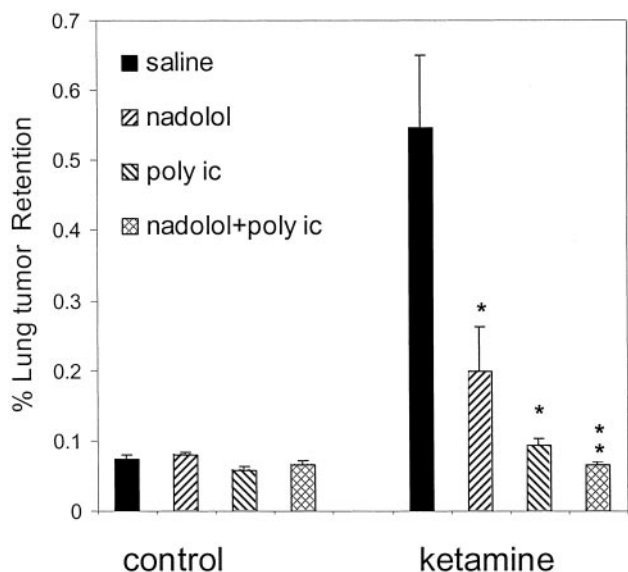 % Lung tumor Retention
0.7
0.6
0.5
0.4
0.3
0.2
0.1
0
saline
nadolol
poly ic
nadolol+poly ic
*
*
*
*
control ketamine